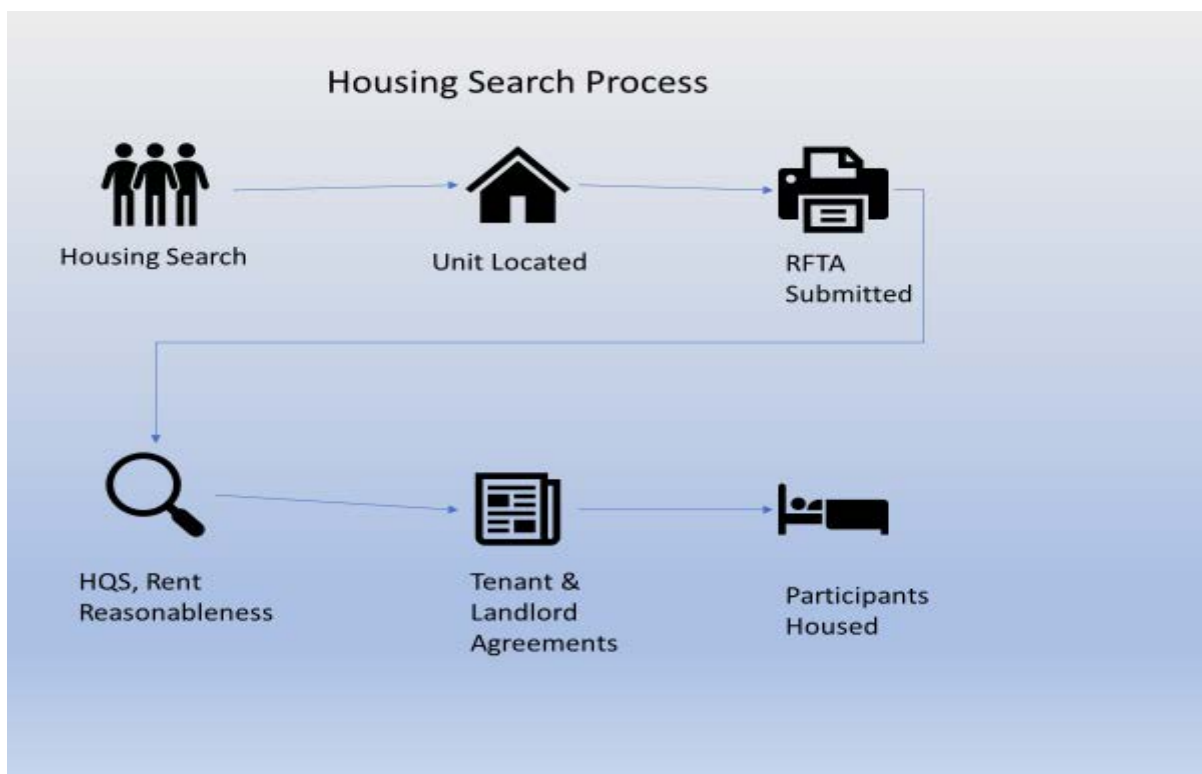 Housing Search Process
Housing Search
Unit Located
RFTA
Submitted
HQS, Rent
Reasonableness
Tenant &
Landlord
Agreements
Participants
Housed